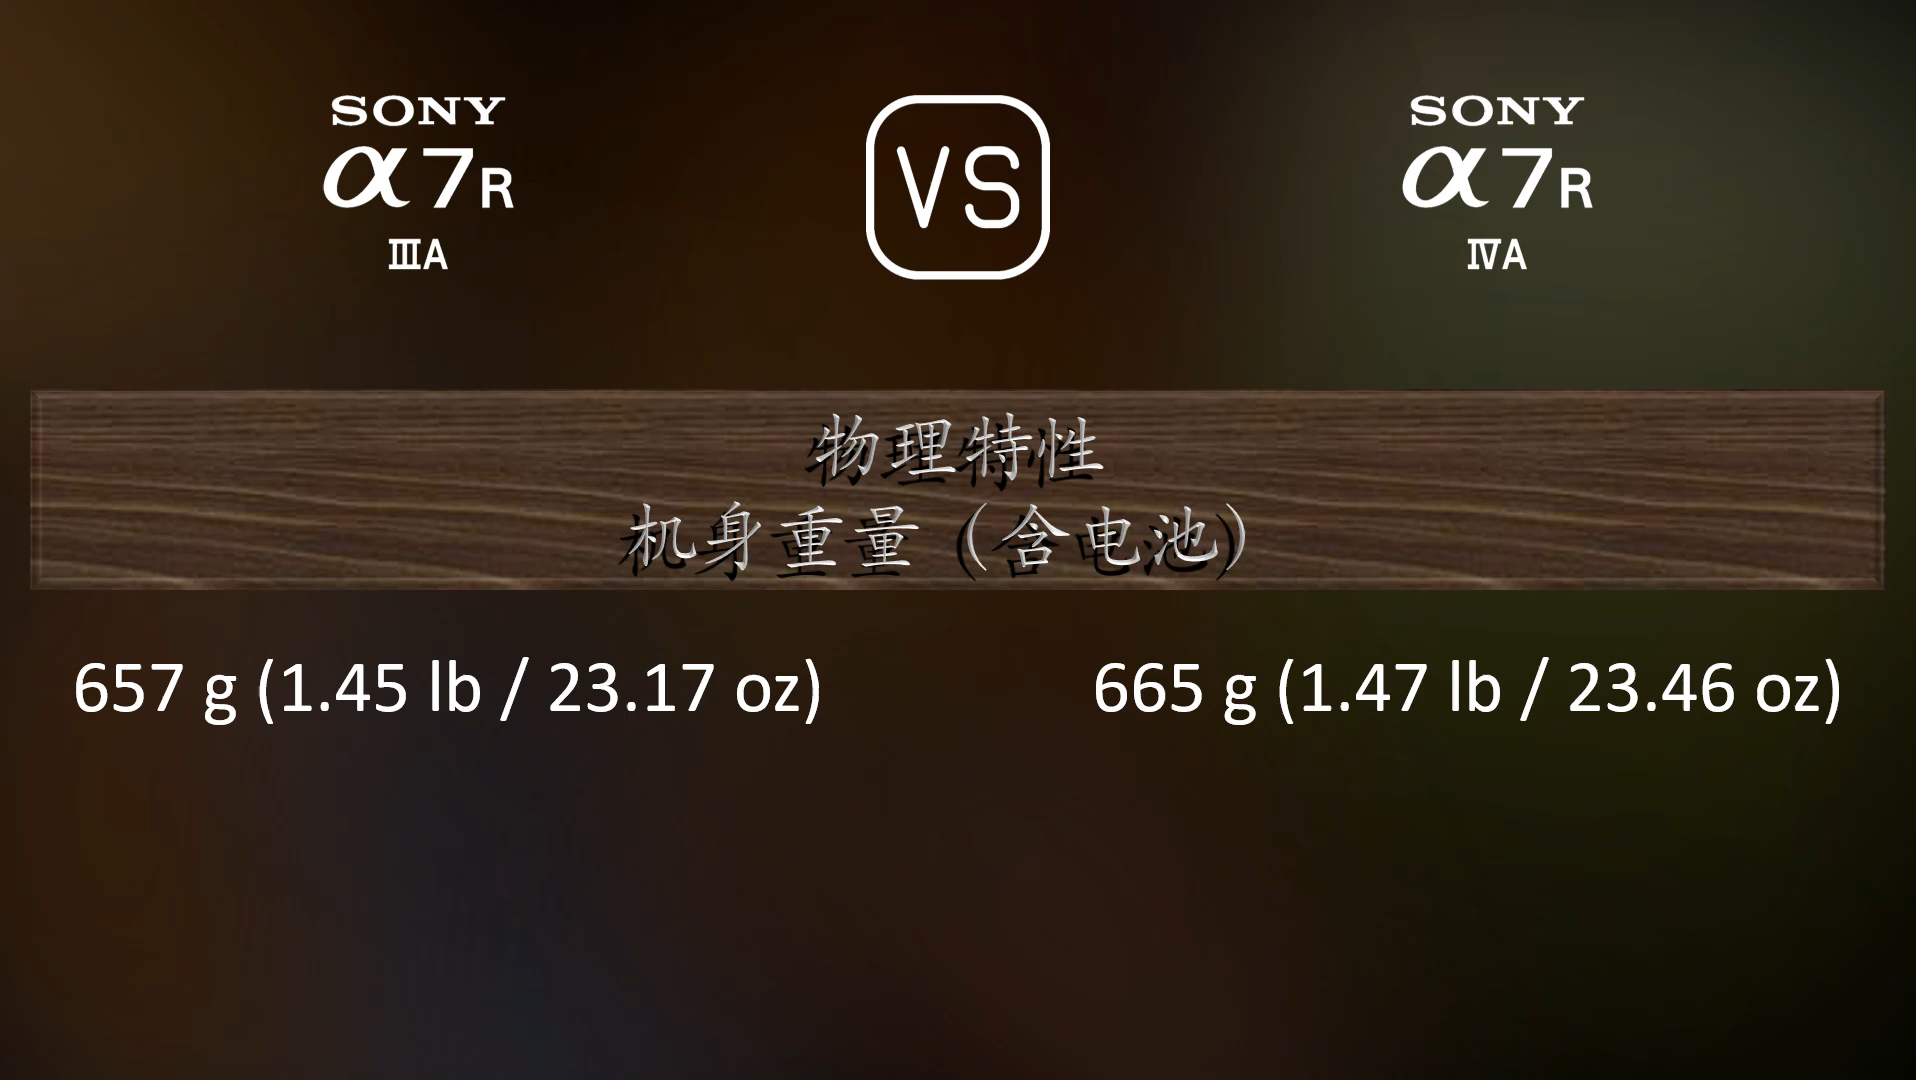 SONY
α7R
ⅢA
VS
SONY
α7R
ⅣA
物理特性
机身重量（含电池）
657 g (1.45 lb / 23.17 oz)
665 g (1.47 lb / 23.46 oz)